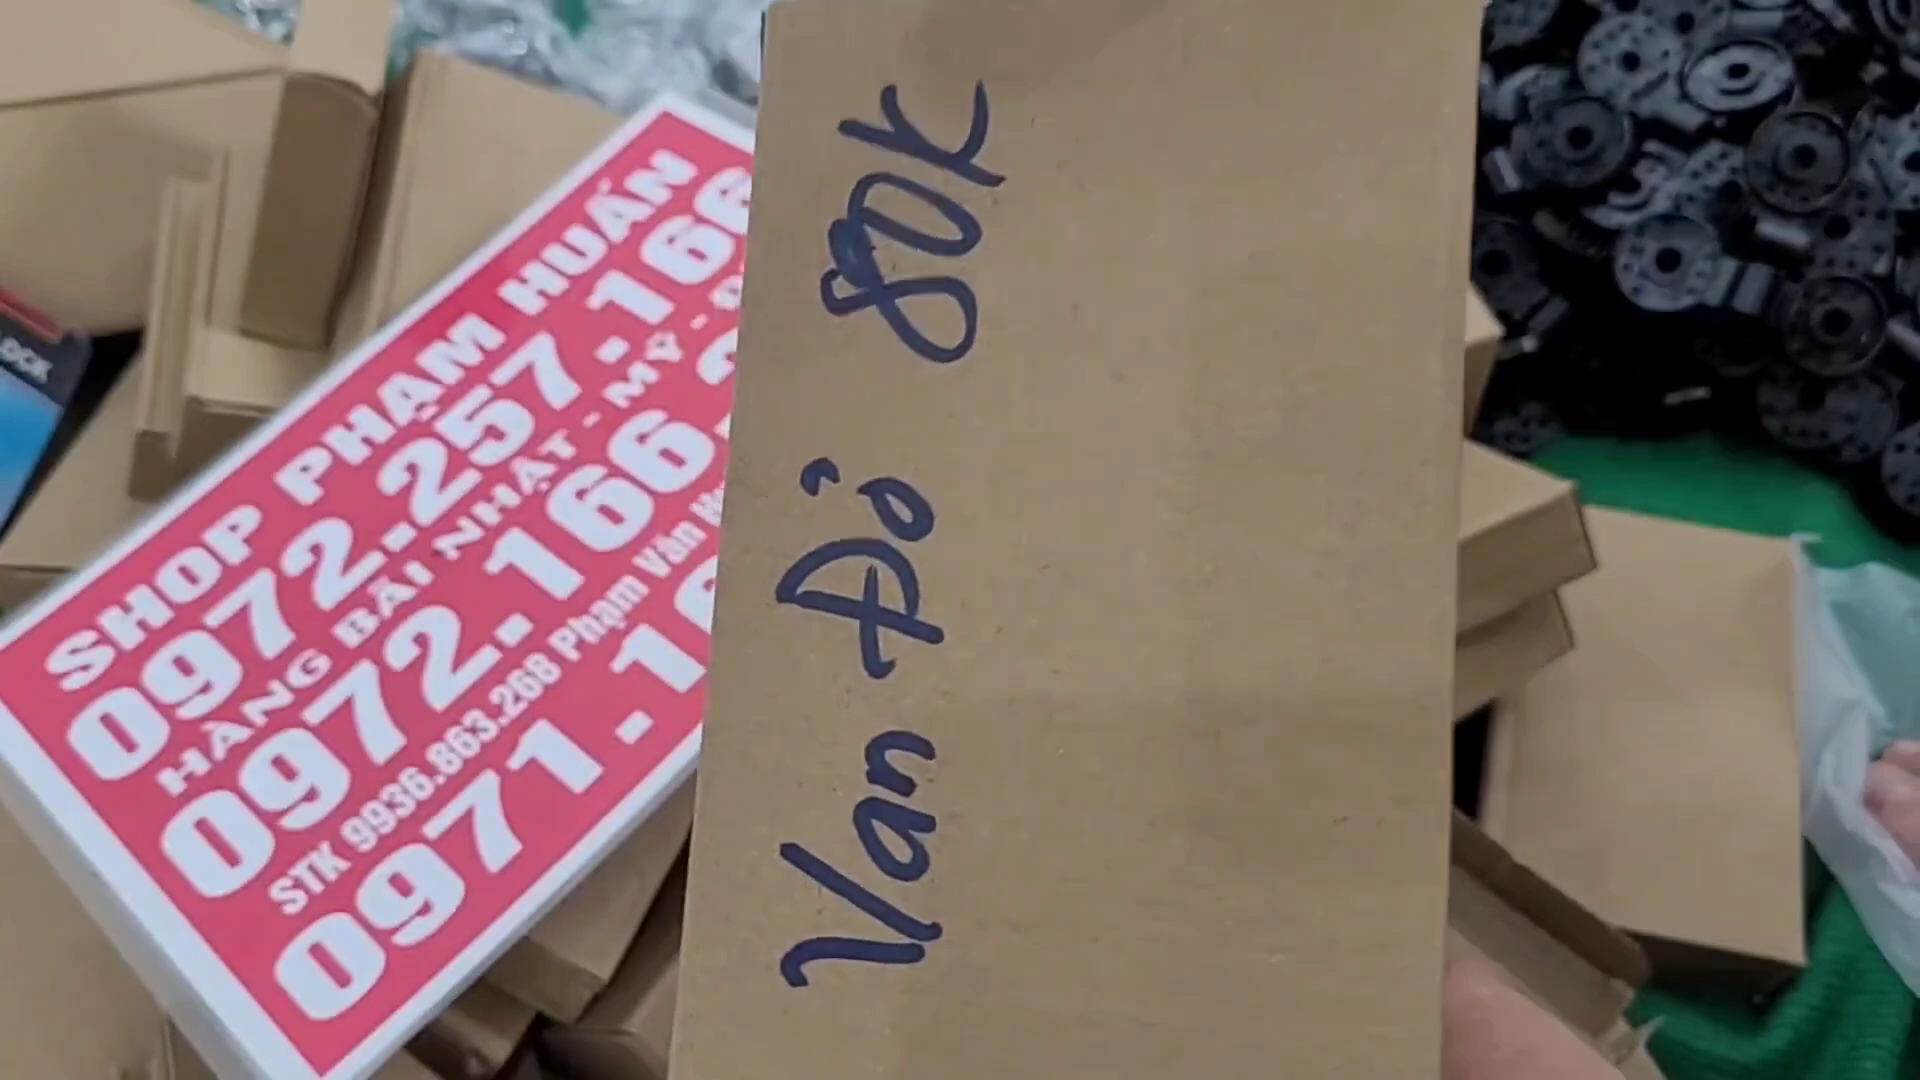 SHOP PHẠM HUẤN
0972.257.166
HÀNG BÃI NHẬT - MỸ -
0972.166.
STK 9936.863.268 Phạm Văn
0971.
Van Đỏ 80K
OCK